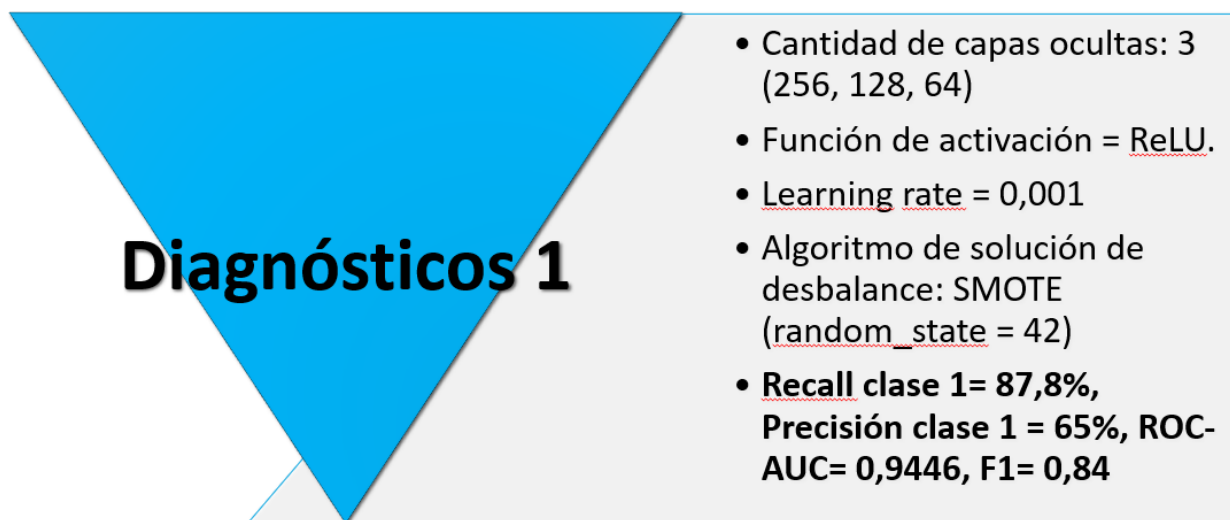 Diagnósticos 1
• Cantidad de capas ocultas: 3
(256, 128, 64)
• Función de activación = ReLU.
• Learning rate = 0,001
• Algoritmo de solución de
desbalance: SMOTE
(random_state = 42)
• Recall clase 1= 87,8%,
Precisión clase 1 = 65%, ROC-
AUC= 0,9446, F1= 0,84